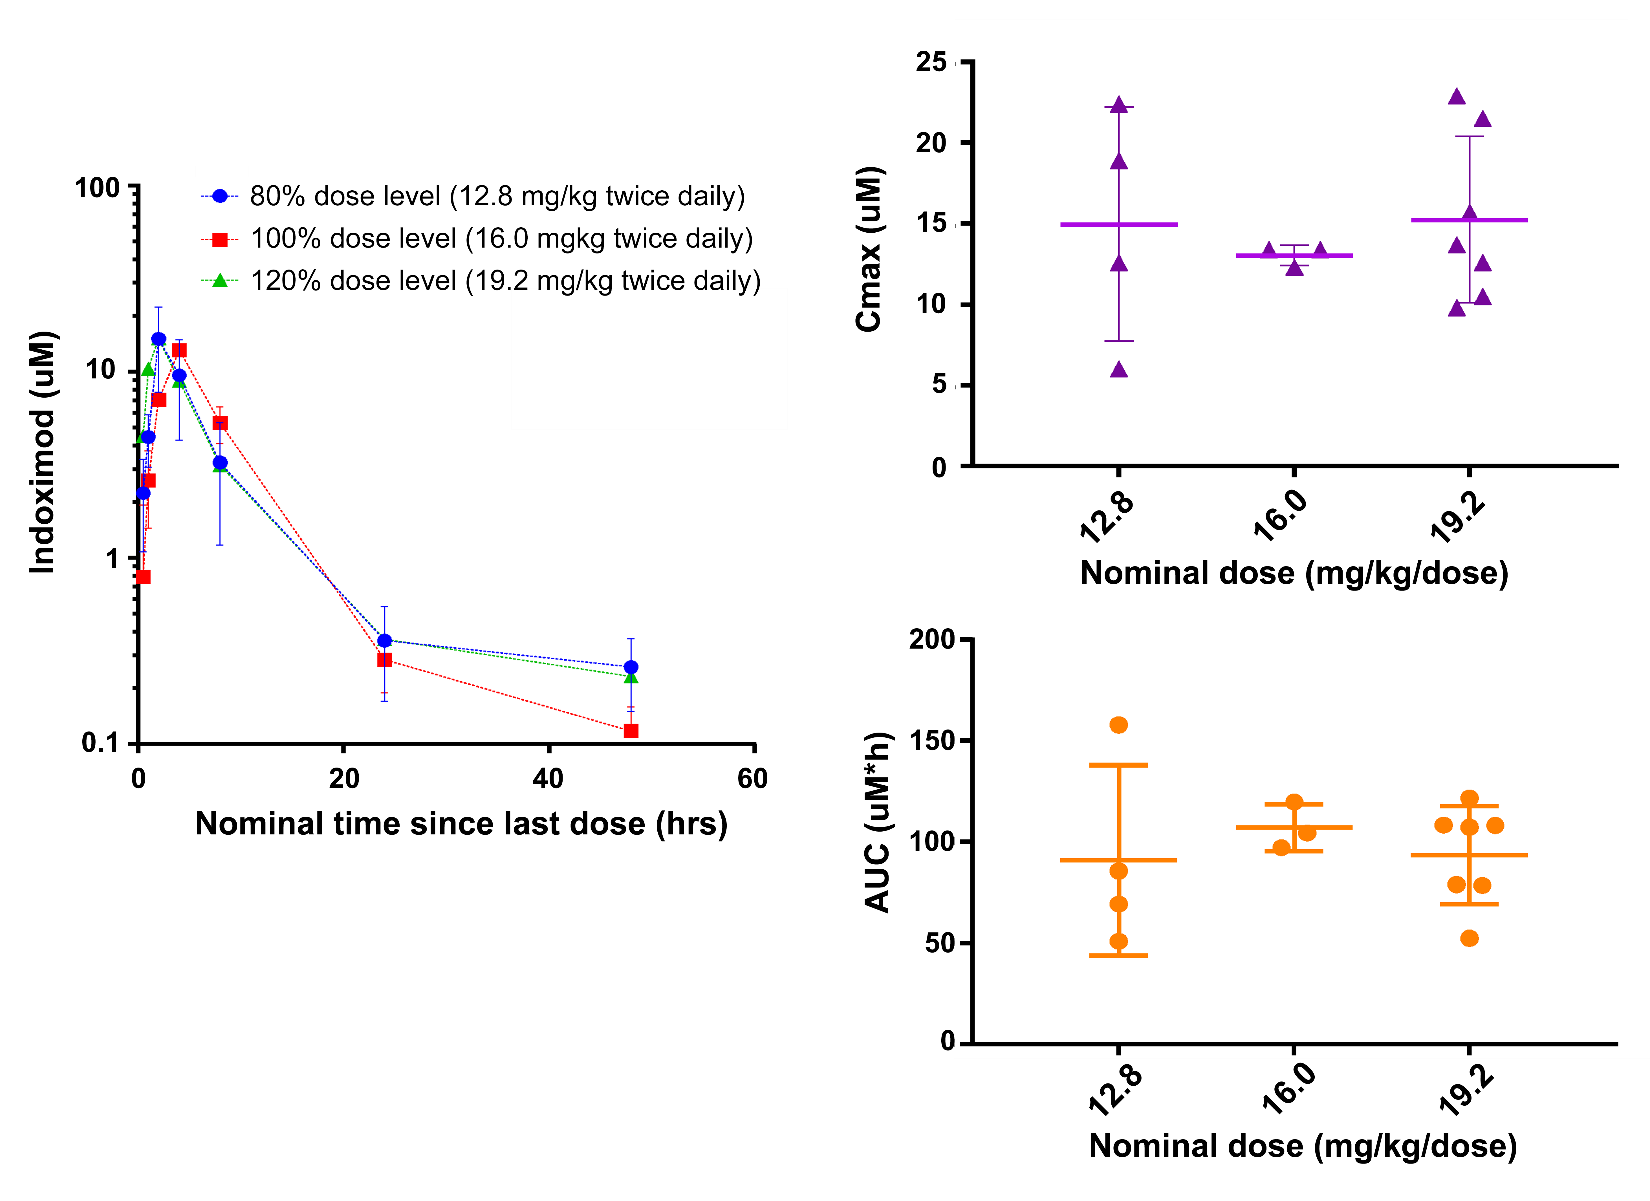 100
10
1
0.1
Indoximod (uM)
80% dose level (12.8 mg/kg twice daily)
100% dose level (16.0 mgkg twice daily)
120% dose level (19.2 mg/kg twice daily)
0 20 40 60
Nominal time since last dose (hrs)
25
20
15
10
5
0
Cmax (uM)
12.8 16.0 19.2
Nominal dose (mg/kg/dose)
200
150
100
50
0
AUC (uM*h)
12.8 16.0 19.2
Nominal dose (mg/kg/dose)